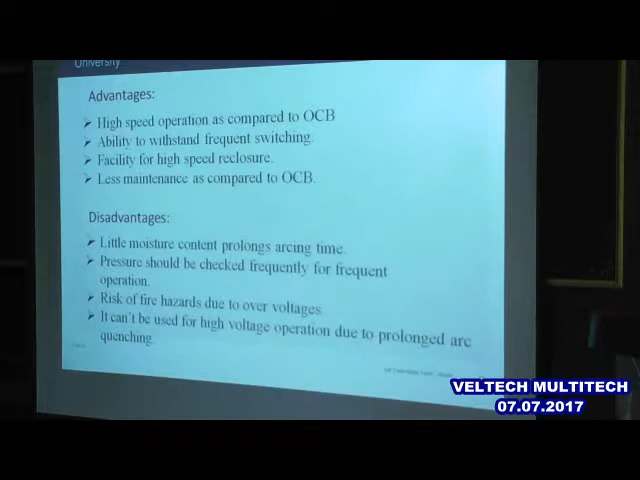 University
Advantages:
➢ High speed operation as compared to OCB
➢ Ability to withstand frequent switching.
➢ Facility for high speed reclosure.
➢ Less maintenance as compared to OCB.
Disadvantages:
➢ Little moisture content prolongs arcing time.
➢ Pressure should be checked frequently for frequent
operation.
➢ Risk of fire hazards due to over voltages.
➢ It can't be used for high voltage operation due to prolonged arc
quenching.
VELTECH MULTITECH
07.07.2017